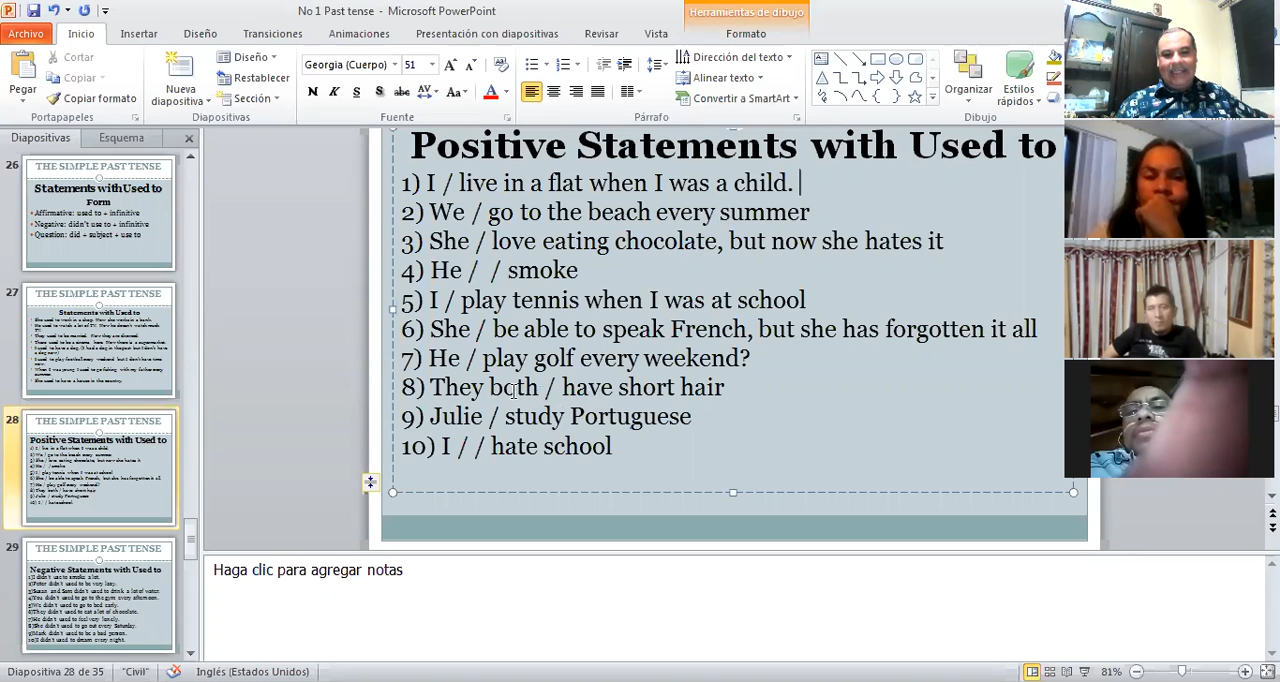 No 1 Past tense - Microsoft PowerPoint
Herramientas de dibujo
Archivo
Inicio
Insertar
Diseño
Transiciones
Animaciones
Presentación con diapositivas
Revisar
Vista
Formato
Pegar
Cortar
Copiar
Copiar formato
Portapapeles
Nueva diapositiva
Diseño
Restablecer
Sección
Diapositivas
Georgia (Cuerpo)
51
Fuente
Párrafo
Dirección del texto
Alinear texto
Convertir a SmartArt
Organizar
Estilos rápidos
Dibujo
Diapositivas
Esquema
26
THE SIMPLE PAST TENSE
Statements with Used to
Form
Affirmative: used to + infinitive
Negative: didn't use to + infinitive
Question: did + subject + use to
27
THE SIMPLE PAST TENSE
Statements with Used to
28
THE SIMPLE PAST TENSE
Positive Statements with Used to
29
THE SIMPLE PAST TENSE
Negative Statements with Used to
Positive Statements with Used to
1) I / live in a flat when I was a child.
2) We / go to the beach every summer
3) She / love eating chocolate, but now she hates it
4) He / / smoke
5) I / play tennis when I was at school
6) She / be able to speak French, but she has forgotten it all
7) He / play golf every weekend?
8) They both / have short hair
9) Julie / study Portuguese
10) I / / hate school
Haga clic para agregar notas
Diapositiva 28 de 35
"Civil"
Inglés (Estados Unidos)
81%